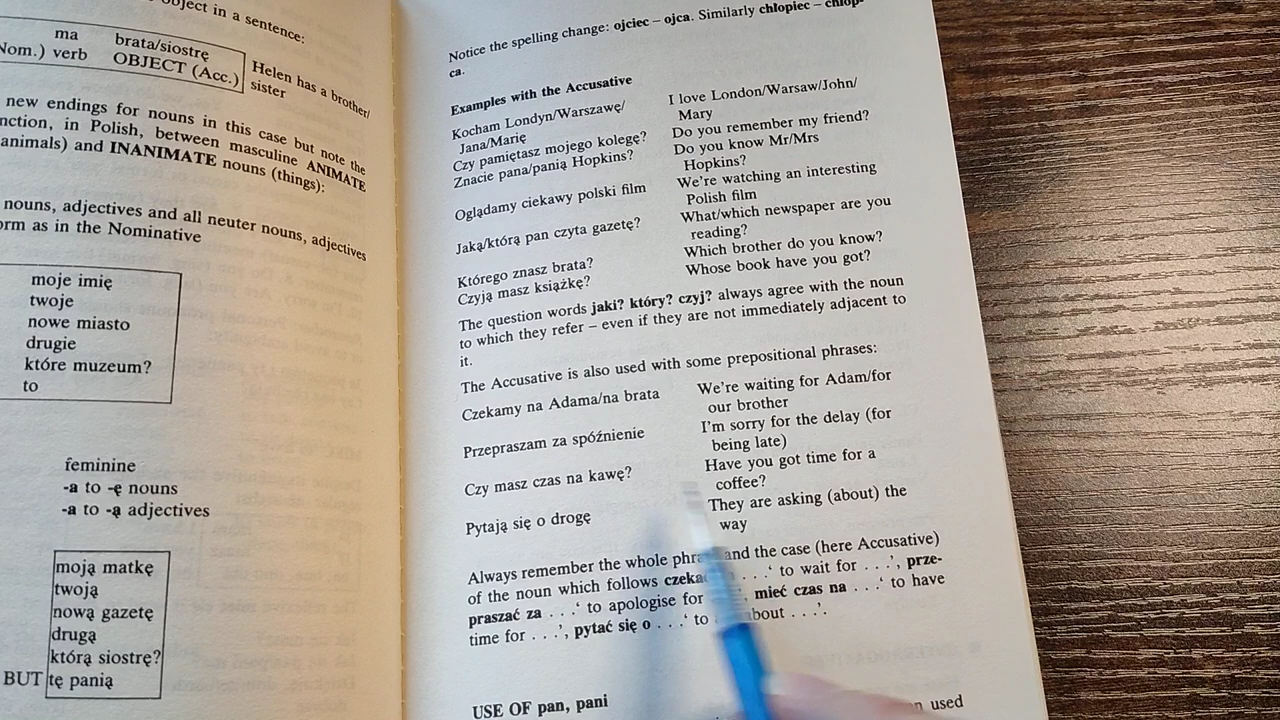 object in a sentence:
ma brata/siostrę
Nom.) verb OBJECT (Acc.)
Helen has a brother/
sister
new endings for nouns in this case but note the
nction, in Polish, between masculine ANIMATE
animals) and INANIMATE nouns (things):
nouns, adjectives and all neuter nouns, adjectives
orm as in the Nominative
moje imię
twoje
nowe miasto
drugie
które muzeum?
to
feminine
-a to -ę nouns
-a to -ą adjectives
moją matkę
twoją
nową gazetę
drugą
którą siostrę?
BUT tę panią
Notice the spelling change: ojciec – ojca. Similarly chłopiec – chłop-
ca.
Examples with the Accusative
Kocham Londyn/Warszawę/
Jana/Marię
I love London/Warsaw/John/
Mary
Czy pamiętasz mojego kolegę?
Do you remember my friend?
Znacie pana/panią Hopkins?
Do you know Mr/Mrs
Hopkins?
Oglądamy ciekawy polski film
We're watching an interesting
Polish film
Jaką/którą pan czyta gazetę?
What/which newspaper are you
reading?
Którego znasz brata?
Which brother do you know?
Czyją masz książkę?
Whose book have you got?
The question words jaki? który? czyj? always agree with the noun
to which they refer – even if they are not immediately adjacent to
it.
The Accusative is also used with some prepositional phrases:
Czekamy na Adama/na brata
We're waiting for Adam/for
our brother
Przepraszam za spóźnienie
I'm sorry for the delay (for
being late)
Czy masz czas na kawę?
Have you got time for a
coffee?
Pytają się o drogę
They are asking (about) the
way
Always remember the whole phra and the case (here Accusative)
of the noun which follows czeka . . .‘ to wait for . . .’, prze-
praszać za . . .‘ to apologise for ’, mieć czas na . . .‘ to have
time for . . .’, pytać się o . . .‘ to about . . .’.
USE OF pan, pani
used